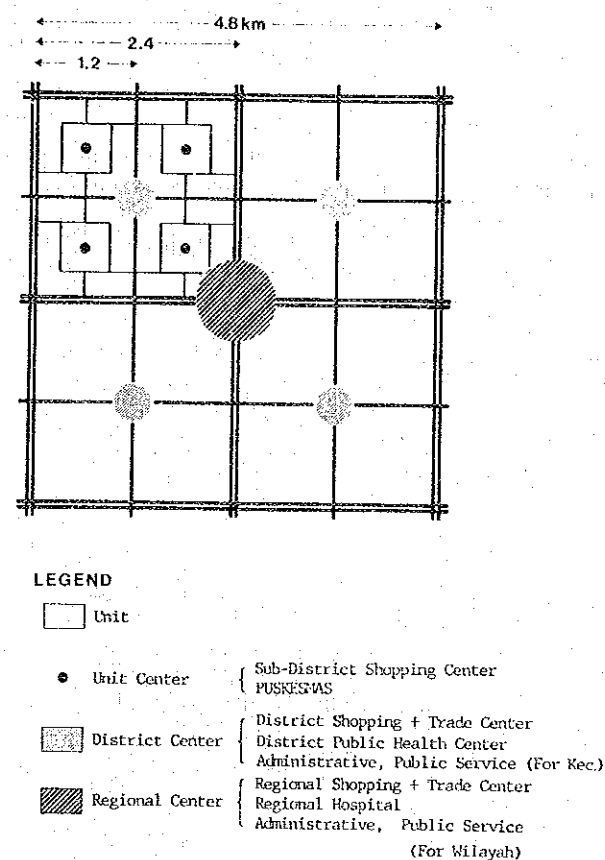 4.8 km
2.4
1.2
LEGEND
Unit
Unit Center
Sub-District Shopping Center
PUSKESMAS
District Center
District Shopping + Trade Center
District Public Health Center
Administrative, Public Service (For Kec.)
Regional Center
Regional Shopping + Trade Center
Regional Hospital
Administrative, Public Service
(For Wilayah)